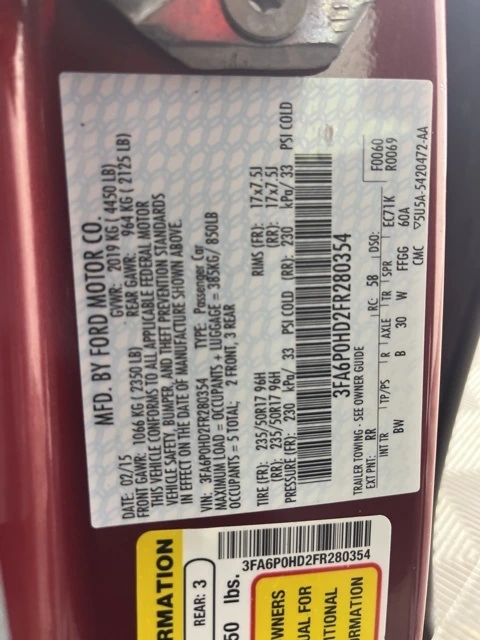 MFD. BY FORD MOTOR CO.
DATE: 02/15 GVWR: 2019 KG ( 4450 LB)
FRONT GAWR: 1066 KG ( 2350 LB) REAR GAWR: 964 KG ( 2125 LB)
THIS VEHICLE CONFORMS TO ALL APPLICABLE FEDERAL MOTOR
VEHICLE SAFETY, BUMPER, AND THEFT PREVENTION STANDARDS
IN EFFECT ON THE DATE OF MANUFACTURE SHOWN ABOVE.
VIN: 3FA6P0HD2FR280354 TYPE: Passenger Car
MAXIMUM LOAD = OCCUPANTS + LUGGAGE = 385KG/ 850LB
OCCUPANTS = 5 TOTAL; 2 FRONT, 3 REAR
TIRE (FR): 235/50R17 96H RIMS (FR): 17x7.5J
(RR): 235/50R17 96H (RR): 17x7.5J
PRESSURE (FR): 230 kPa/ 33 PSI COLD (RR): 230 kPa/ 33 PSI COLD
3FA6P0HD2FR280354
TRAILER TOWING - SEE OWNER GUIDE
F0060
R0069
EXT PNT: RR RC: 58 DSO: EC71K
INT TR TP/PS R AXLE TR SPR 60A
BW B 30 W FFGG
CMC 5U5A-5420472-AA
3FA6P0HD2FR280354
RMATION
REAR: 3
50 lbs.
OWNERS
UAL FOR
ITIONAL
RMATION